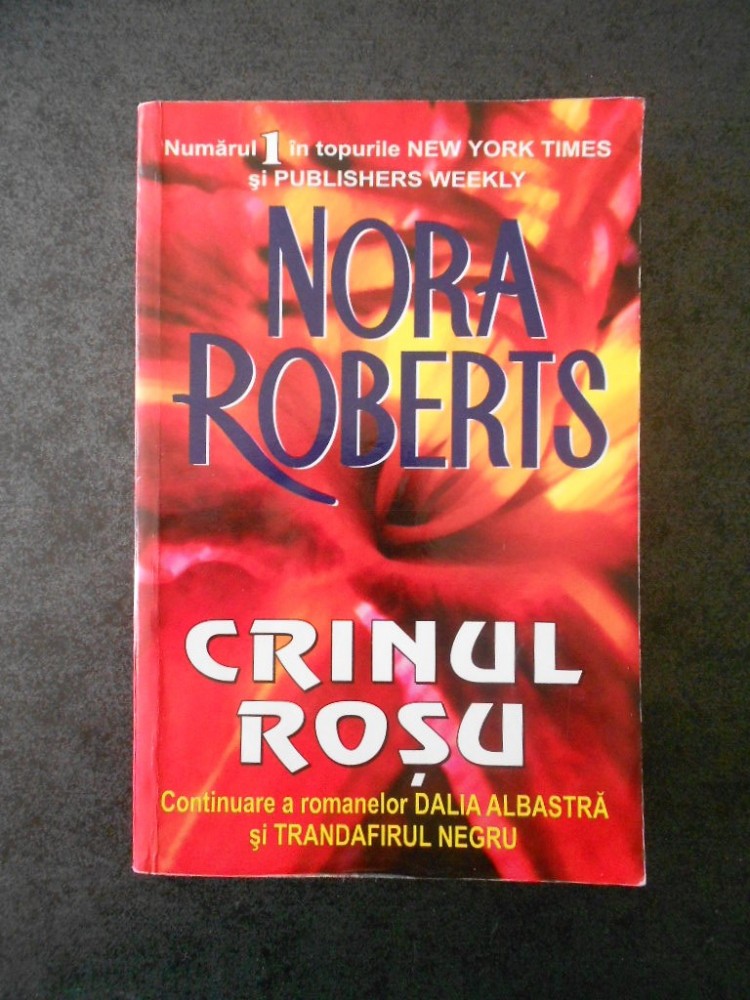 Numărul 1 în topurile NEW YORK TIMES
şi PUBLISHERS WEEKLY
NORA
ROBERTS
CRINUL
ROŞU
Continuare a romanelor DALIA ALBASTRĂ
şi TRANDAFIRUL NEGRU